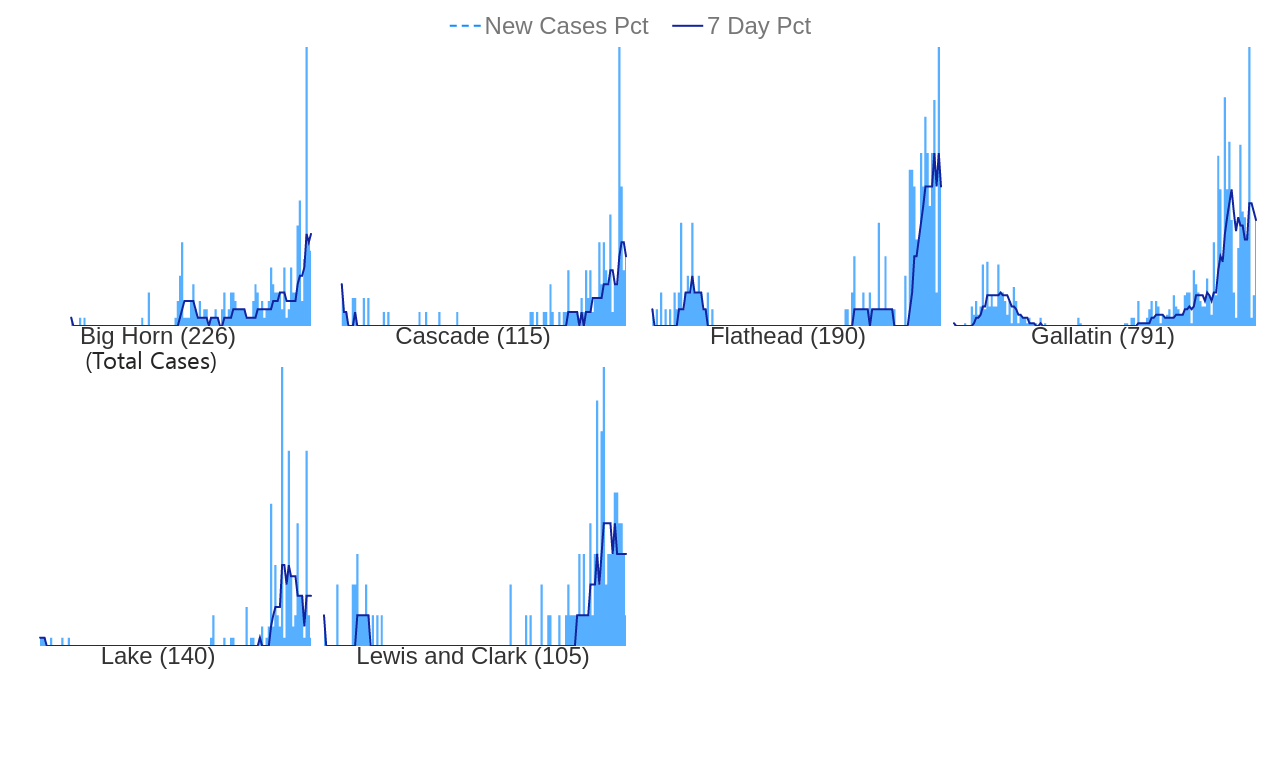 New Cases Pct 7 Day Pct
Big Horn (226) Cascade (115) Flathead (190) Gallatin (791)
(Total Cases)
Lake (140) Lewis and Clark (105)